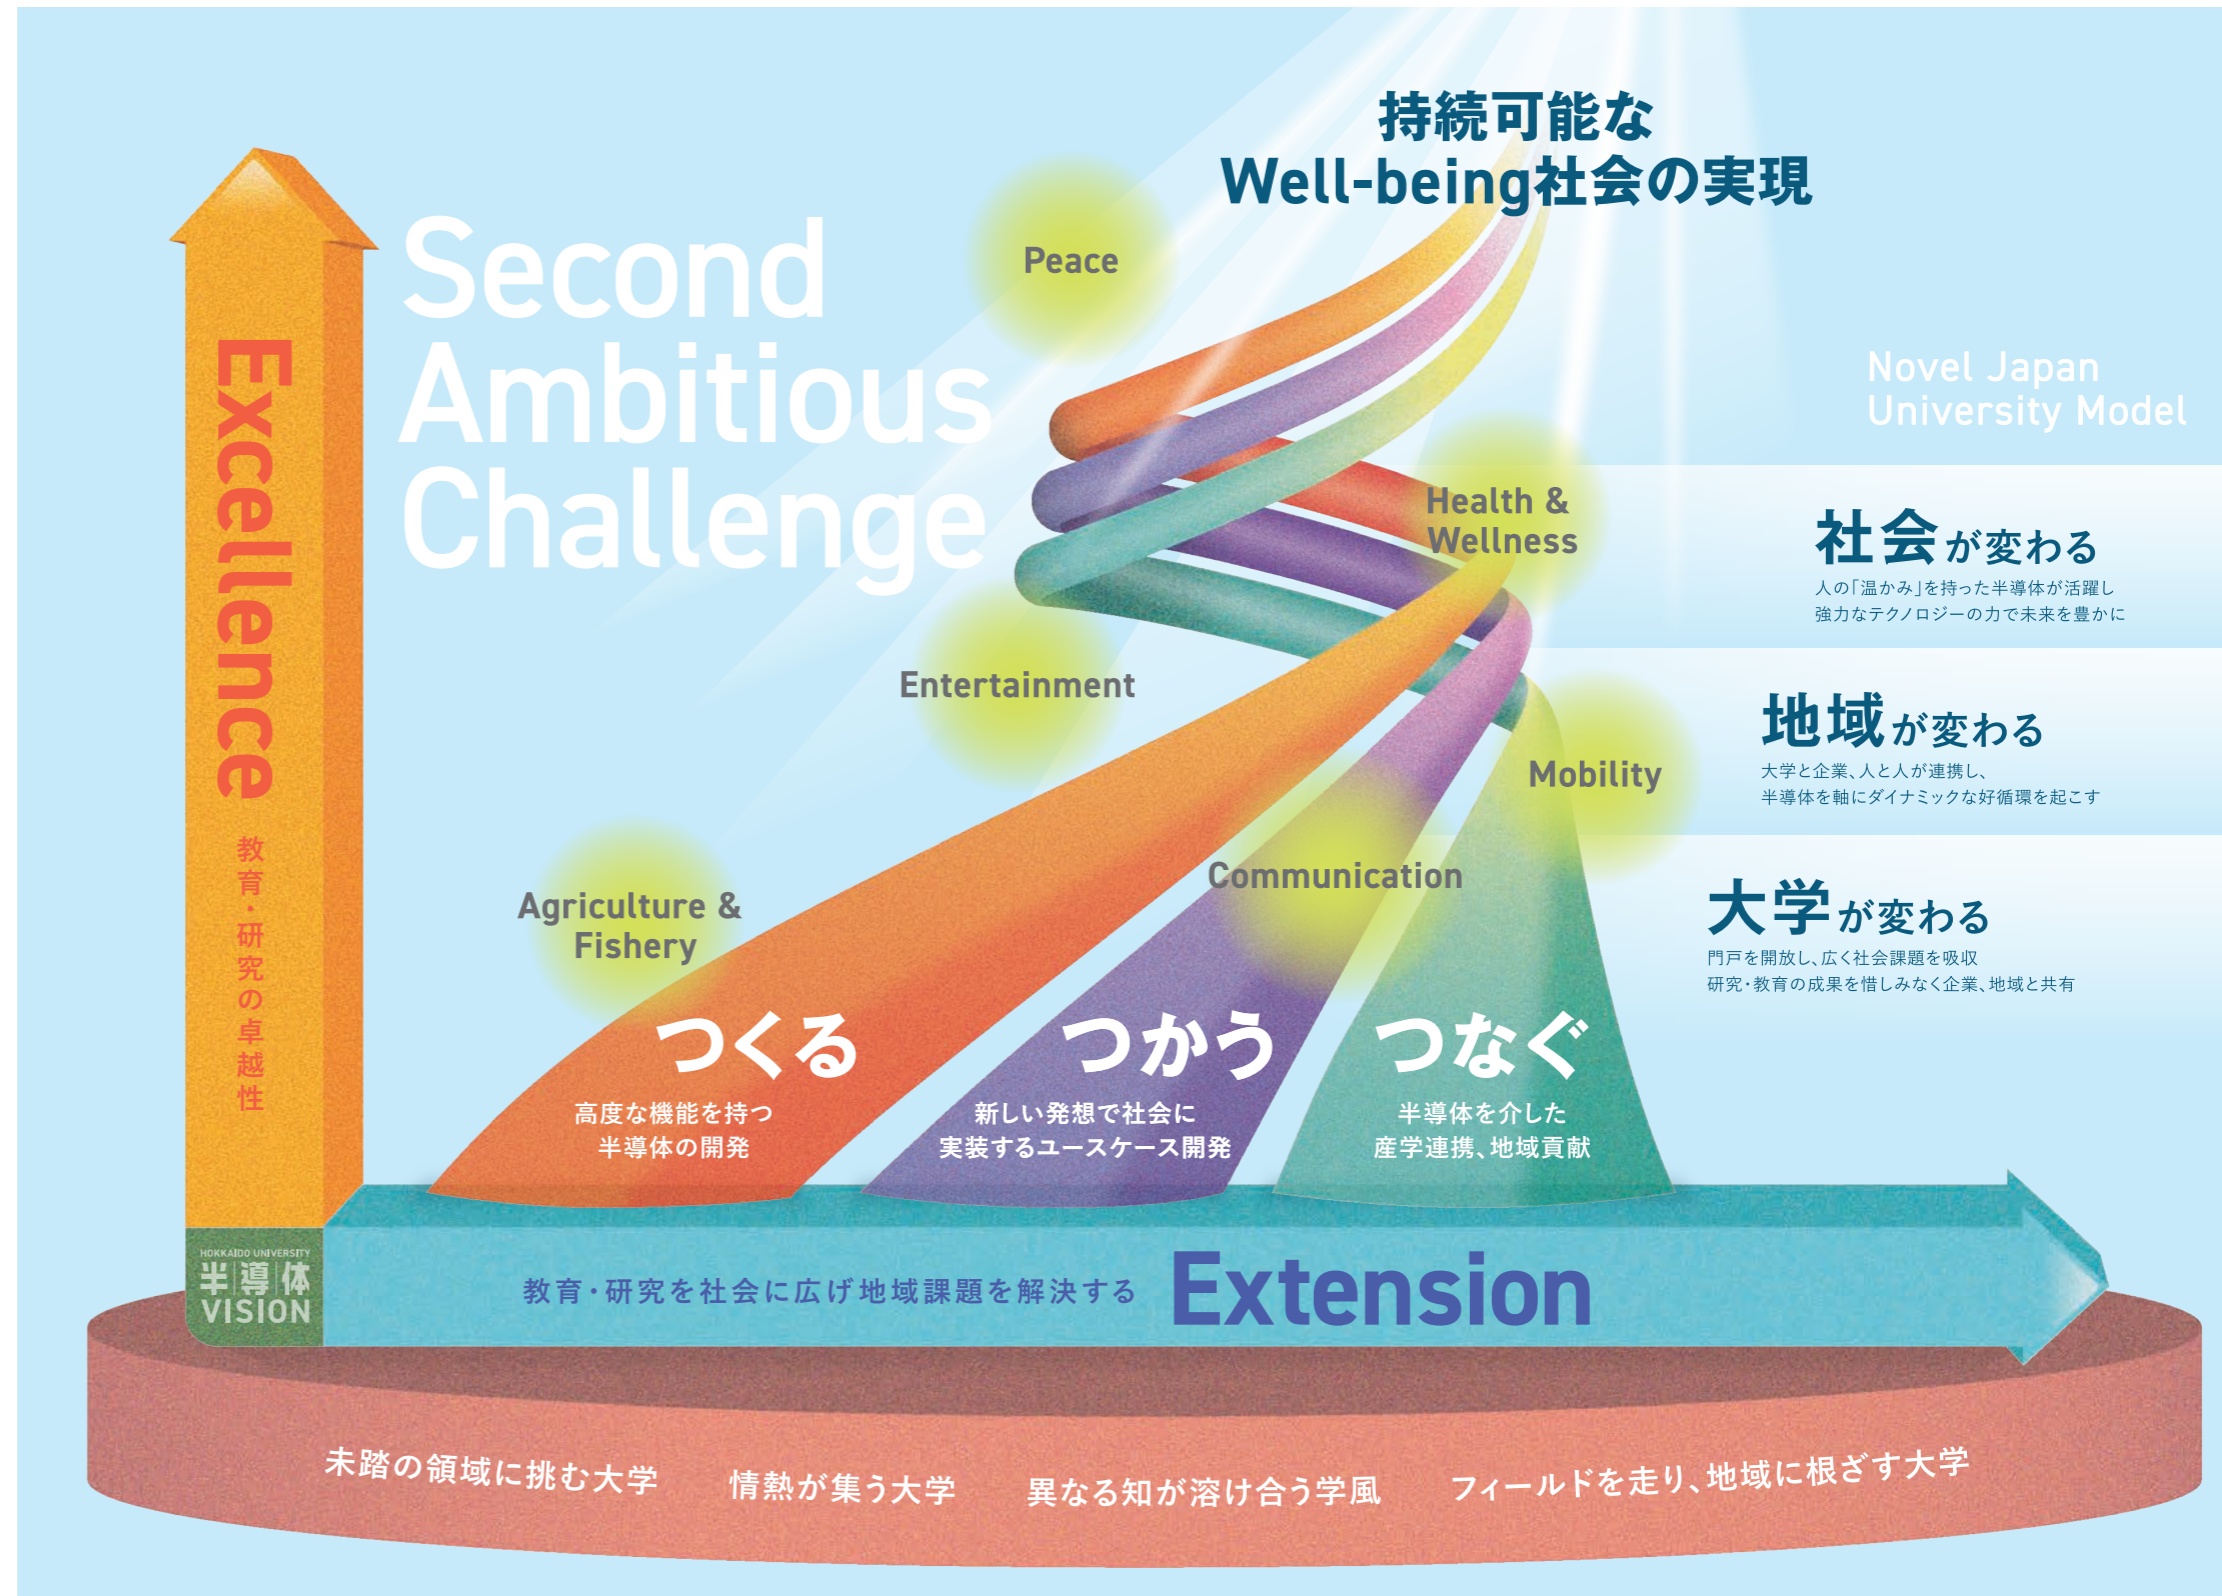 持続可能な
Well-being社会の実現
Second
Ambitious
Challenge
Peace
Excellence
教育・研究の卓越性
Novel Japan
University Model
Health &
Wellness
社会が変わる
人の「温かみ」を持った半導体が活躍し
強力なテクノロジーの力で未来を豊かに
Entertainment
地域が変わる
大学と企業、人と人が連携し、
半導体を軸にダイナミックな好循環を起こす
Mobility
Communication
Agriculture &
Fishery
大学が変わる
門戸を開放し、広く社会課題を吸収
研究・教育の成果を惜しみなく企業、地域と共有
つくる
高度な機能を持つ
半導体の開発
つかう
新しい発想で社会に
実装するユースケース開発
つなぐ
半導体を介した
産学連携、地域貢献
HOKKAIDO UNIVERSITY
半導体
VISION
教育・研究を社会に広げ地域課題を解決する Extension
未踏の領域に挑む大学
情熱が集う大学
異なる知が溶け合う学風
フィールドを走り、地域に根ざす大学